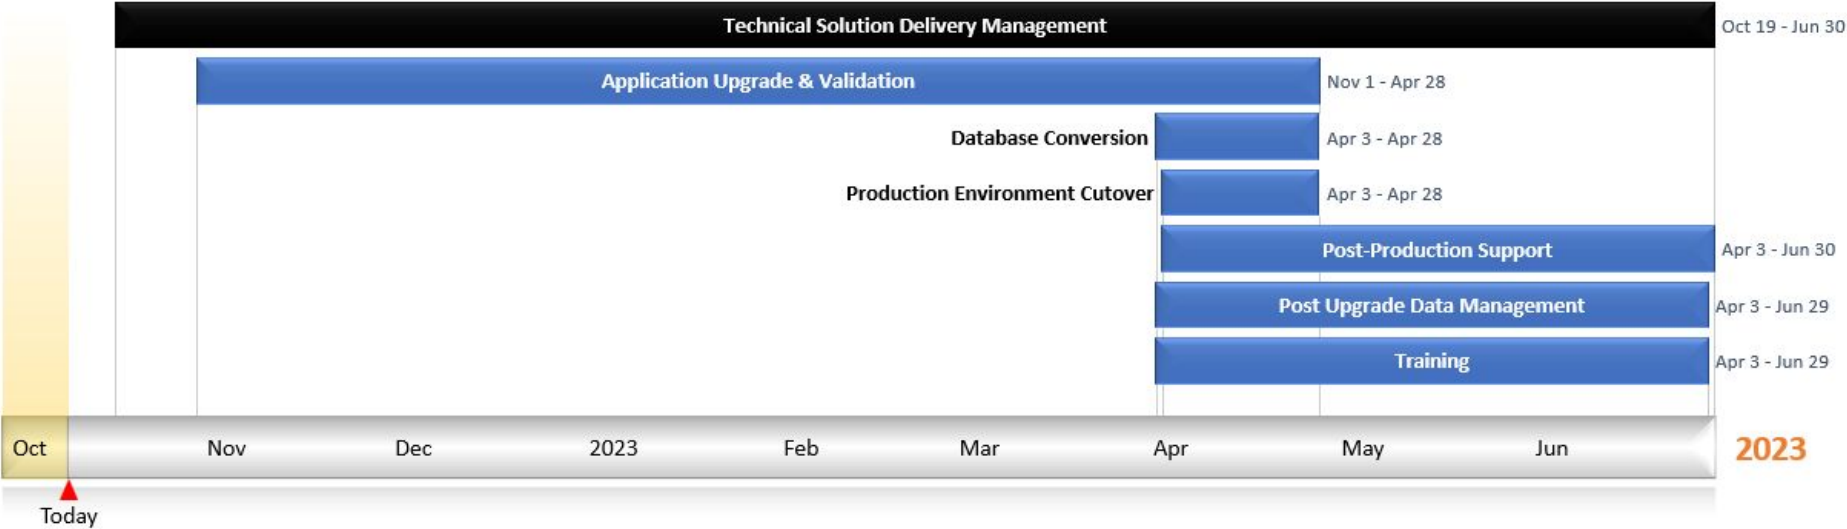 Technical Solution Delivery Management Oct 19 - Jun 30
Application Upgrade & Validation Nov 1 - Apr 28
Database Conversion Apr 3 - Apr 28
Production Environment Cutover Apr 3 - Apr 28
Post-Production Support Apr 3 - Jun 30
Post Upgrade Data Management Apr 3 - Jun 29
Training Apr 3 - Jun 29
Oct Nov Dec 2023 Feb Mar Apr May Jun 2023
Today